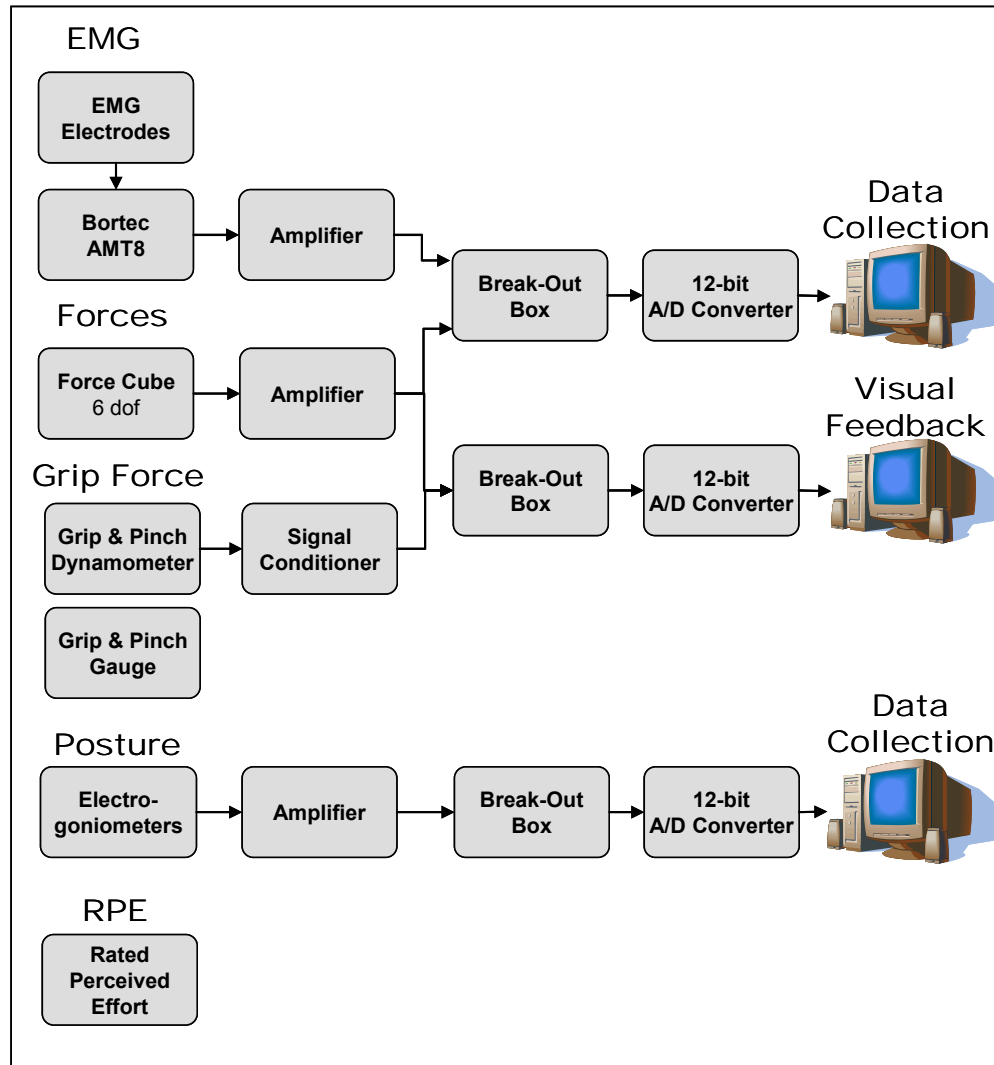 EMG
EMG
Electrodes
Bortec
AMT8
Amplifier
Data
Collection
Break-Out
Box
12-bit
A/D Converter
Forces
Force Cube
6 dof
Amplifier
Visual
Feedback
Break-Out
Box
12-bit
A/D Converter
Grip Force
Grip & Pinch
Dynamometer
Signal
Conditioner
Grip & Pinch
Gauge
Posture
Electro-
goniometers
Amplifier
Break-Out
Box
12-bit
A/D Converter
Data
Collection
RPE
Rated
Perceived
Effort